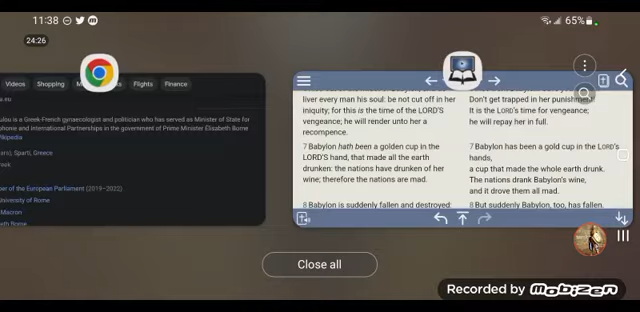 11:38
65%
24:26
Videos
Shopping
Flights
Finance
ulou is a Greek-French gynaecologist and politician who has served as Minister of State for
phonie and International Partnerships in the government of Prime Minister Élisabeth Borne
kipedia
ars), Sparti, Greece
ber of the European Parliament (2019–2022)
University of Rome
Macron
beth Borne
liver every man his soul: be not cut off in her
iniquity; for this is the time of the LORD'S
vengeance; he will render unto her a
recompence.
7 Babylon hath been a golden cup in the
LORD'S hand, that made all the earth
drunken: the nations have drunken of her
wine; therefore the nations are mad.
8 Babylon is suddenly fallen and destroyed:
Don't get trapped in her punishment!
It is the LORD'S time for vengeance;
he will repay her in full.
7 Babylon has been a gold cup in the LORD'S
hands,
a cup that made the whole earth drunk.
The nations drank Babylon's wine,
and it drove them all mad.
8 But suddenly Babylon, too, has fallen.
Close all
Recorded by Mobizen